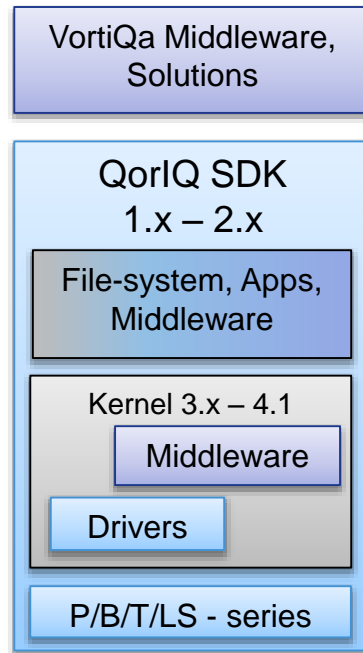 VortiQa Middleware,
Solutions
QorIQ SDK
1.x – 2.x
File-system, Apps,
Middleware
Kernel 3.x – 4.1
Middleware
Drivers
P/B/T/LS - series